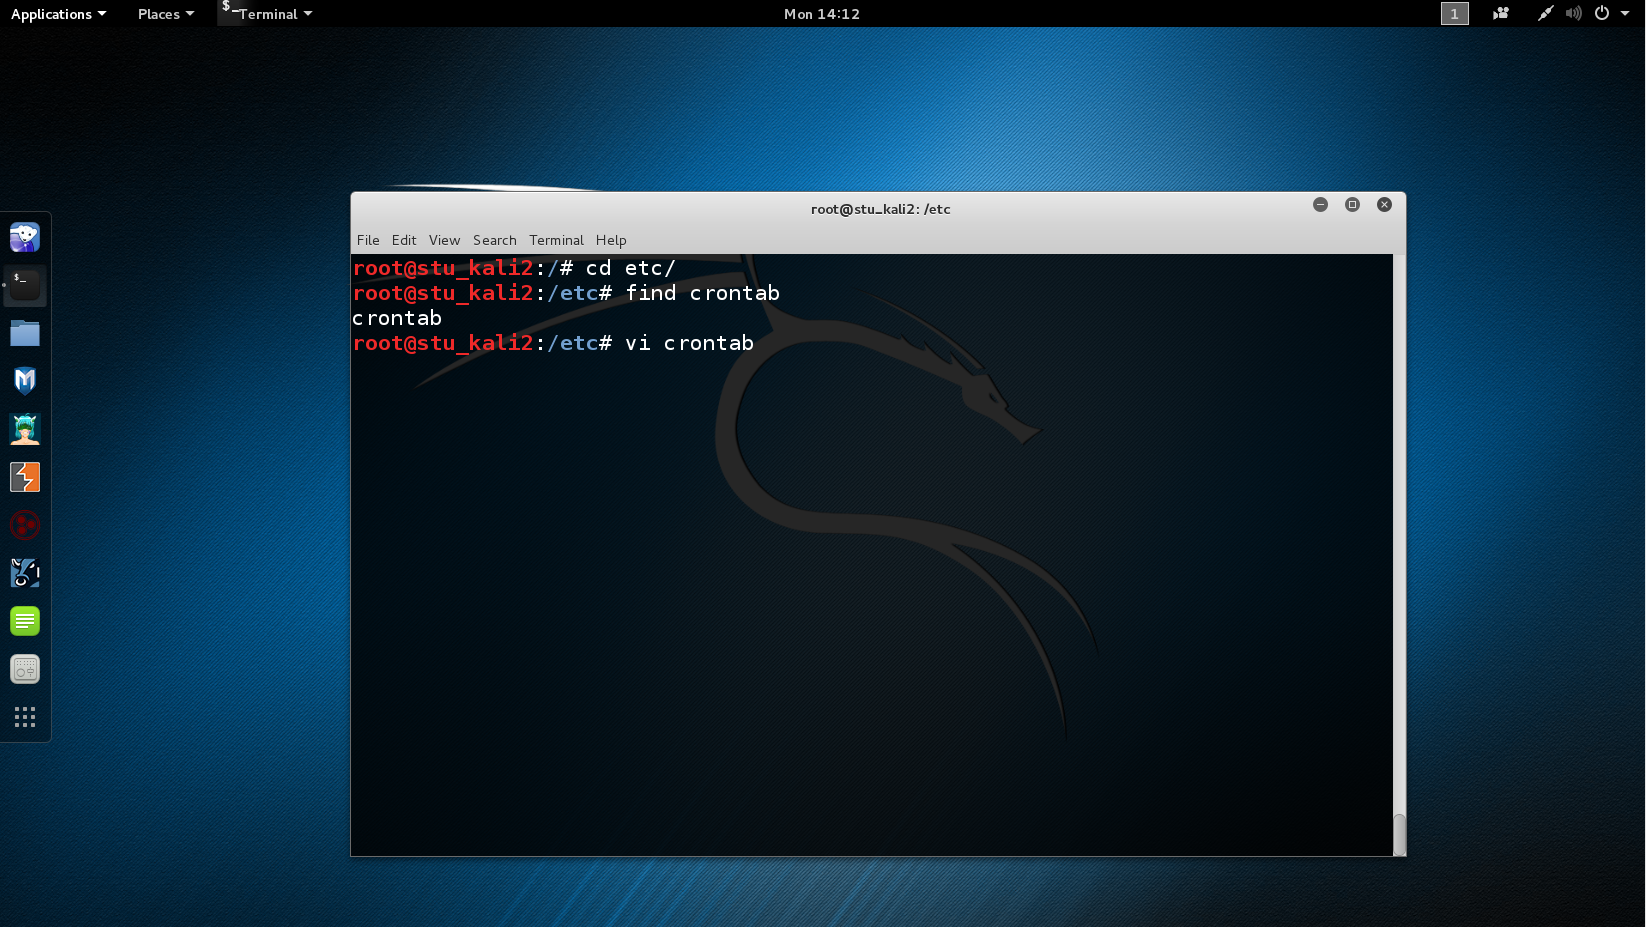 Applications Places Terminal Mon 14:12 1
root@stu_kali2: /etc
File Edit View Search Terminal Help
root@stu_kali2:/# cd etc/
root@stu_kali2:/etc# find crontab
crontab
root@stu_kali2:/etc# vi crontab